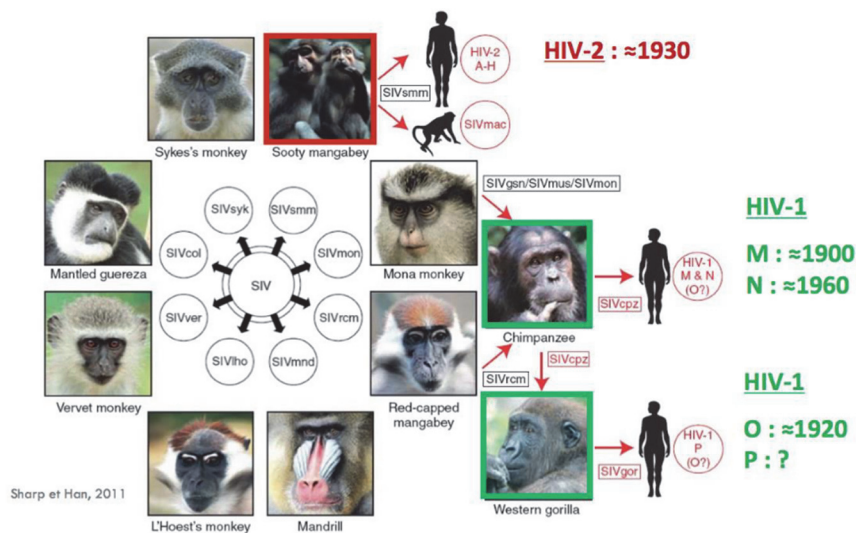 HIV-2 : ≈1930
HIV-2
A-H
SIVsmm
SIVmac
Sykes's monkey
Sooty mangabey
SIVgsn/SIVmus/SIVmon
SIVsyk
SIVsmm
SIVcol
SIVmon
SIV
SIVver
SIVrcm
SIVlho
SIVmnd
Mantled guereza
Mona monkey
HIV-1
M & N
(O?)
SIVcpz
Chimpanzee
HIV-1
M : ≈1900
N : ≈1960
SIVcpz
SIVrcm
Vervet monkey
Red-capped
mangabey
HIV-1
P
(O?)
SIVgor
HIV-1
O : ≈1920
P : ?
Sharp et Han, 2011
L'Hoest's monkey
Mandrill
Western gorilla